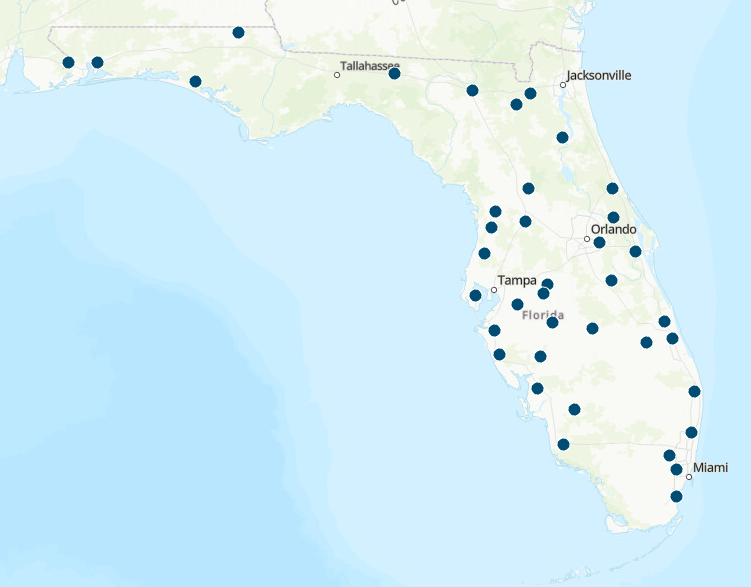 Tallahassee
Jacksonville
Orlando
Tampa
Florida
Miami